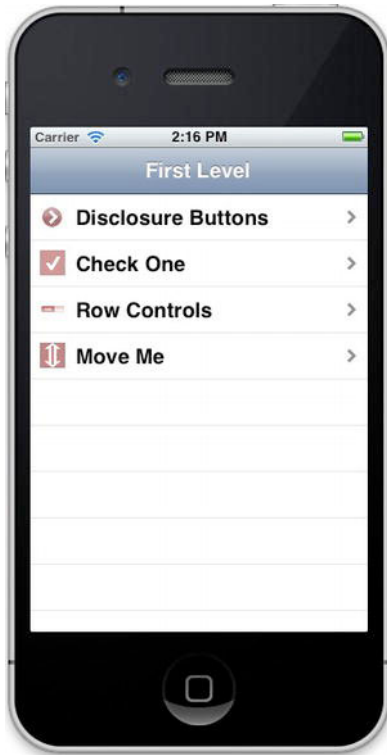 Carrier 2:16 PM
First Level
Disclosure Buttons
Check One
Row Controls
Move Me